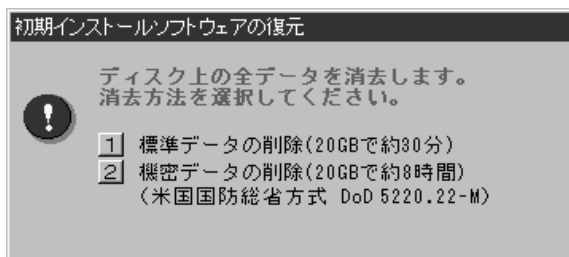 初期インストールソフトウェアの復元
ディスク上の全データを消去します。
消去方法を選択してください。
1 標準データの削除(20GBで約30分)
2 機密データの削除(20GBで約8時間)
(米国国防総省方式 DoD 5220.22-M)